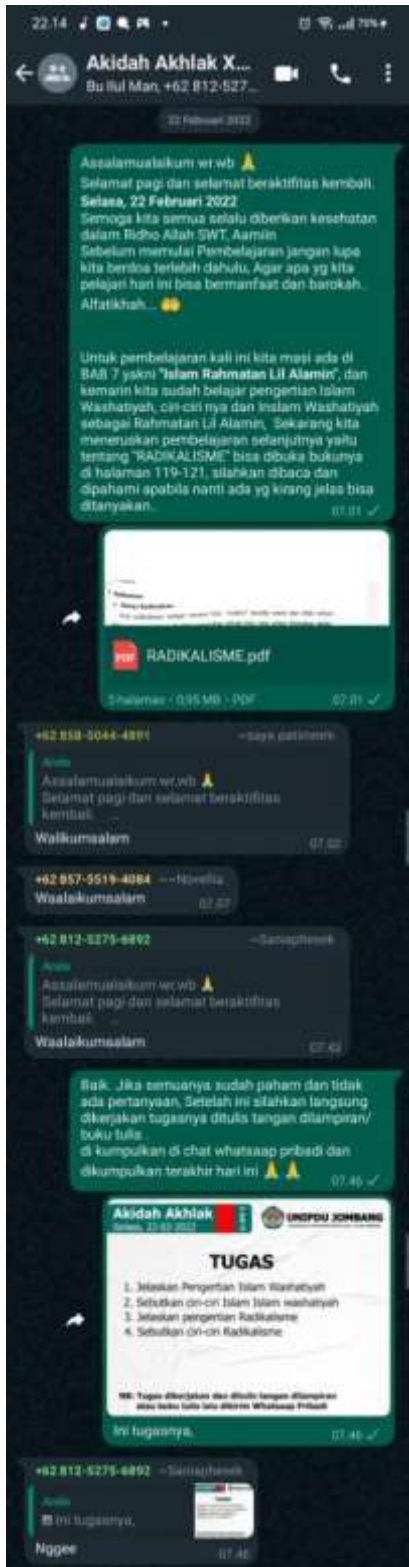 22.14
75%
Akidah Akhlak X...
Bu Ilul Man, +62 812-527...
22 Februari 2022
Assalamualaikum wr.wb 🙏
Selamat pagi dan selamat beraktifitas kembali.
Selasa, 22 Februari 2022
Semoga kita semua selalu diberikan kesehatan
dalam Ridho Allah SWT, Aamiin
Sebelum memulai Pembelajaran jangan lupa
kita berdoa terlebih dahulu, Agar apa yg kita
pelajari hari ini bisa bermanfaat dan barokah..
Alfatikhah... 🤲
Untuk pembelajaran kali ini kita masi ada di
BAB 7 yakni "Islam Rahmatan Lil Alamin", dan
kemarin kita sudah belajar pengertian Islam
Washatiyah, ciri-ciri nya dan Inslam Washatiyah
sebagai Rahmatan Lil Alamin, Sekarang kita
meneruskan pembelajaran selanjutnya yaitu
tentang "RADIKALISME" bisa dibuka bukunya
di halaman 119-121, silahkan dibaca dan
dipahami apabila nanti ada yg kirang jelas bisa
ditanyakan..
07.01
PDF
RADIKALISME.pdf
3 halaman • 0,95 MB • PDF
07.01
+62 858-5044-4891
Anda
Assalamualaikum wr.wb 🙏
Selamat pagi dan selamat beraktifitas
kembali. ...
Walikumsalam
07.02
+62 857-5519-4084 ~~Novelita
Waalaikumsalam
07.07
+62 812-5275-6892
Anda
Assalamualaikum wr.wb 🙏
Selamat pagi dan selamat beraktifitas
kembali. ...
Waalaikumsalam
Baik. Jika semuanya sudah paham dan tidak
ada pertanyaan, Setelah ini silahkan langsung
dikerjakan tugasnya ditulis tangan dilampiran/
buku tulis .
di kumpulkan di chat whatsaap pribadi dan
dikumpulkan terakhir hari ini 🙏 🙏
07.46
Akidah Akhlak
Selasa, 22-02-2022
UNIPDU JOMBANG
TUGAS
1. Jelaskan Pengertian Islam Washatiyah
2. Sebutkan ciri-ciri Islam Islam washatiyah
3. Jelaskan pengertian Radikalisme
4. Sebutkan ciri-ciri Radikalisme
NB: Tugas dikerjakan dan ditulis tangan dilampiran
atau buku tulis lalu dikirim Whatsaap Pribadi
Ini tugasnya,
07.46
+62 812-5275-6892
Anda
Ini tugasnya,
Nggee
07.46